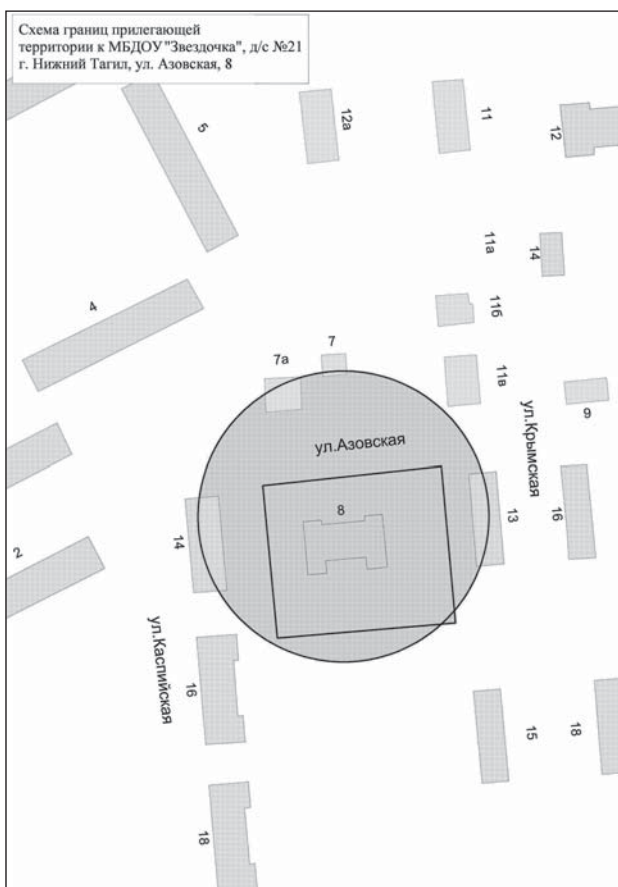 Схема границ прилегающей
территории к МБДОУ "Звездочка", д/с №21
г. Нижний Тагил, ул. Азовская, 8
5
12а
11
12
11а
14
4
11б
7
7а
11в
ул.Крымская
9
ул.Азовская
8
13
16
14
2
ул.Каспийская
16
15
18
18